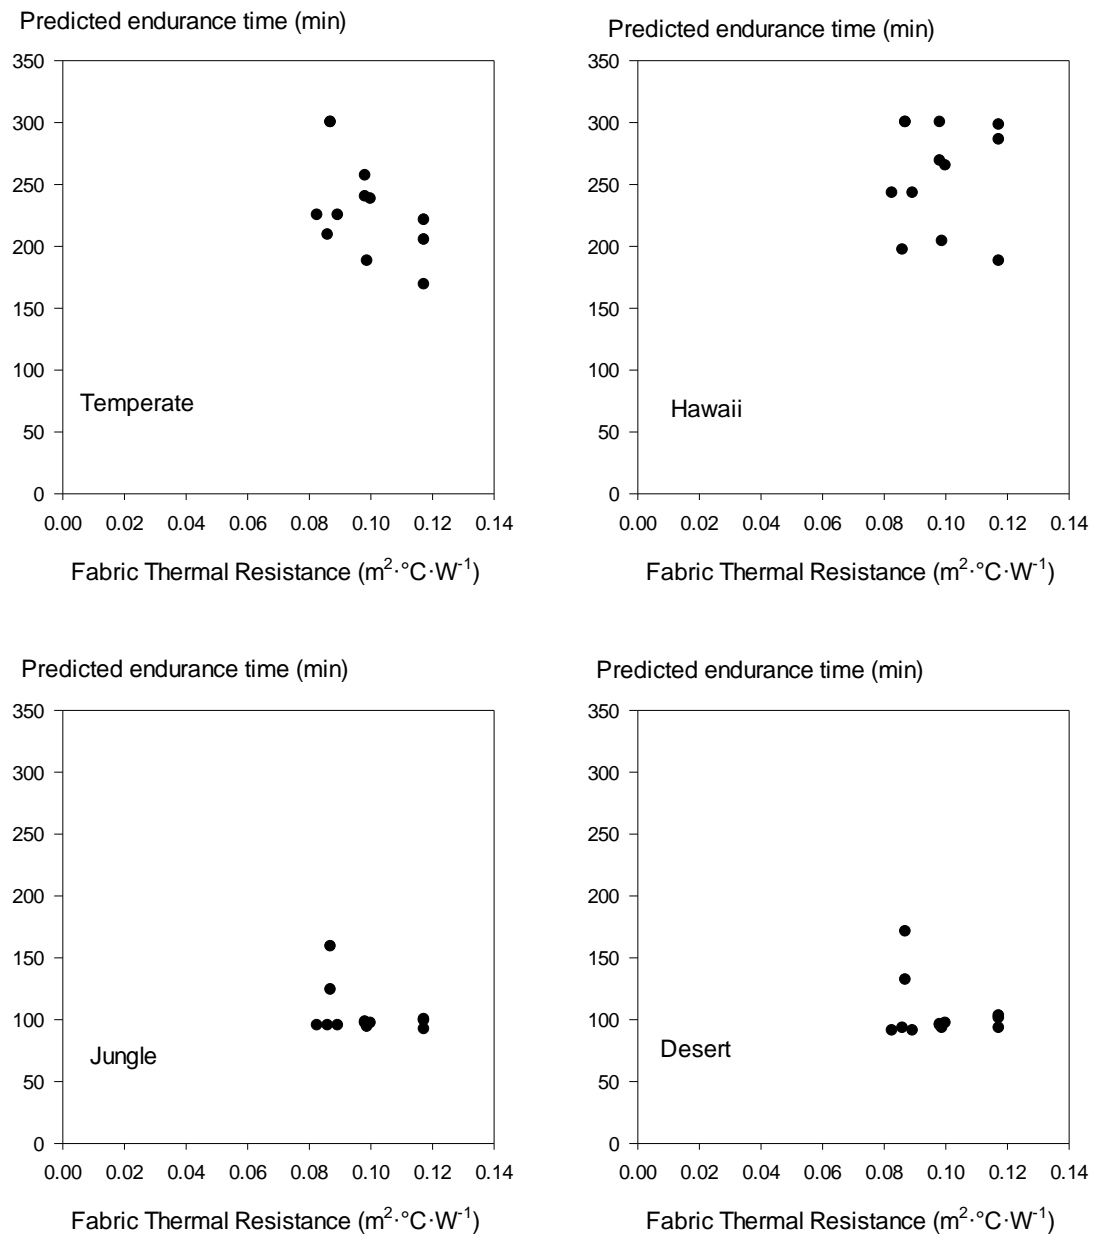 Predicted endurance time (min)
350
300
250
200
150
100
50
0
0.00 0.02 0.04 0.06 0.08 0.10 0.12 0.14
Fabric Thermal Resistance (m²·°C·W⁻¹)
Temperate
Predicted endurance time (min)
350
300
250
200
150
100
50
0
0.00 0.02 0.04 0.06 0.08 0.10 0.12 0.14
Fabric Thermal Resistance (m²·°C·W⁻¹)
Hawaii
Predicted endurance time (min)
350
300
250
200
150
100
50
0
0.00 0.02 0.04 0.06 0.08 0.10 0.12 0.14
Fabric Thermal Resistance (m²·°C·W⁻¹)
Jungle
Predicted endurance time (min)
350
300
250
200
150
100
50
0
0.00 0.02 0.04 0.06 0.08 0.10 0.12 0.14
Fabric Thermal Resistance (m²·°C·W⁻¹)
Desert